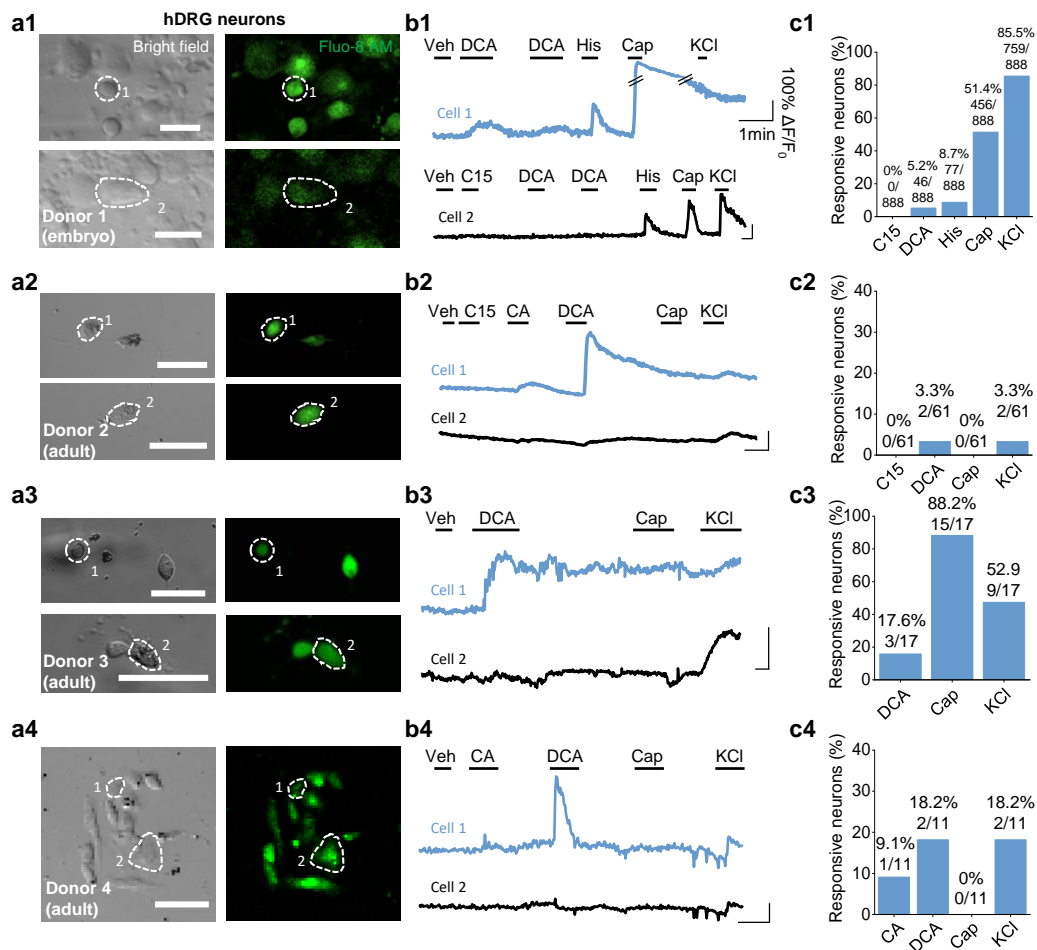 a1
hDRG neurons
Bright field
Fluo-8 AM
1
2
Donor 1
(embryo)
b1
Veh DCA DCA His Cap KCl
Cell 1
1min
100% ΔF/F0
Veh C15 DCA DCA His Cap KCl
Cell 2
c1
Responsive neurons (%)
100
80
60
40
20
0
0%
0/
888
5.2%
46/
888
8.7%
77/
888
51.4%
456/
888
85.5%
759/
888
C15 DCA His Cap KCl
a2
1
2
Donor 2
(adult)
b2
Veh C15 CA DCA Cap KCl
Cell 1
Cell 2
c2
Responsive neurons (%)
40
30
20
10
0
0%
0/61
3.3%
2/61
0%
0/61
3.3%
2/61
C15 DCA Cap KCl
a3
1
2
Donor 3
(adult)
b3
Veh DCA Cap KCl
Cell 1
Cell 2
c3
Responsive neurons (%)
100
80
60
40
20
0
17.6%
3/17
88.2%
15/17
52.9
9/17
DCA Cap KCl
a4
1
2
Donor 4
(adult)
b4
Veh CA DCA Cap KCl
Cell 1
Cell 2
c4
Responsive neurons (%)
40
30
20
10
0
9.1%
1/11
18.2%
2/11
0%
0/11
18.2%
2/11
CA DCA Cap KCl